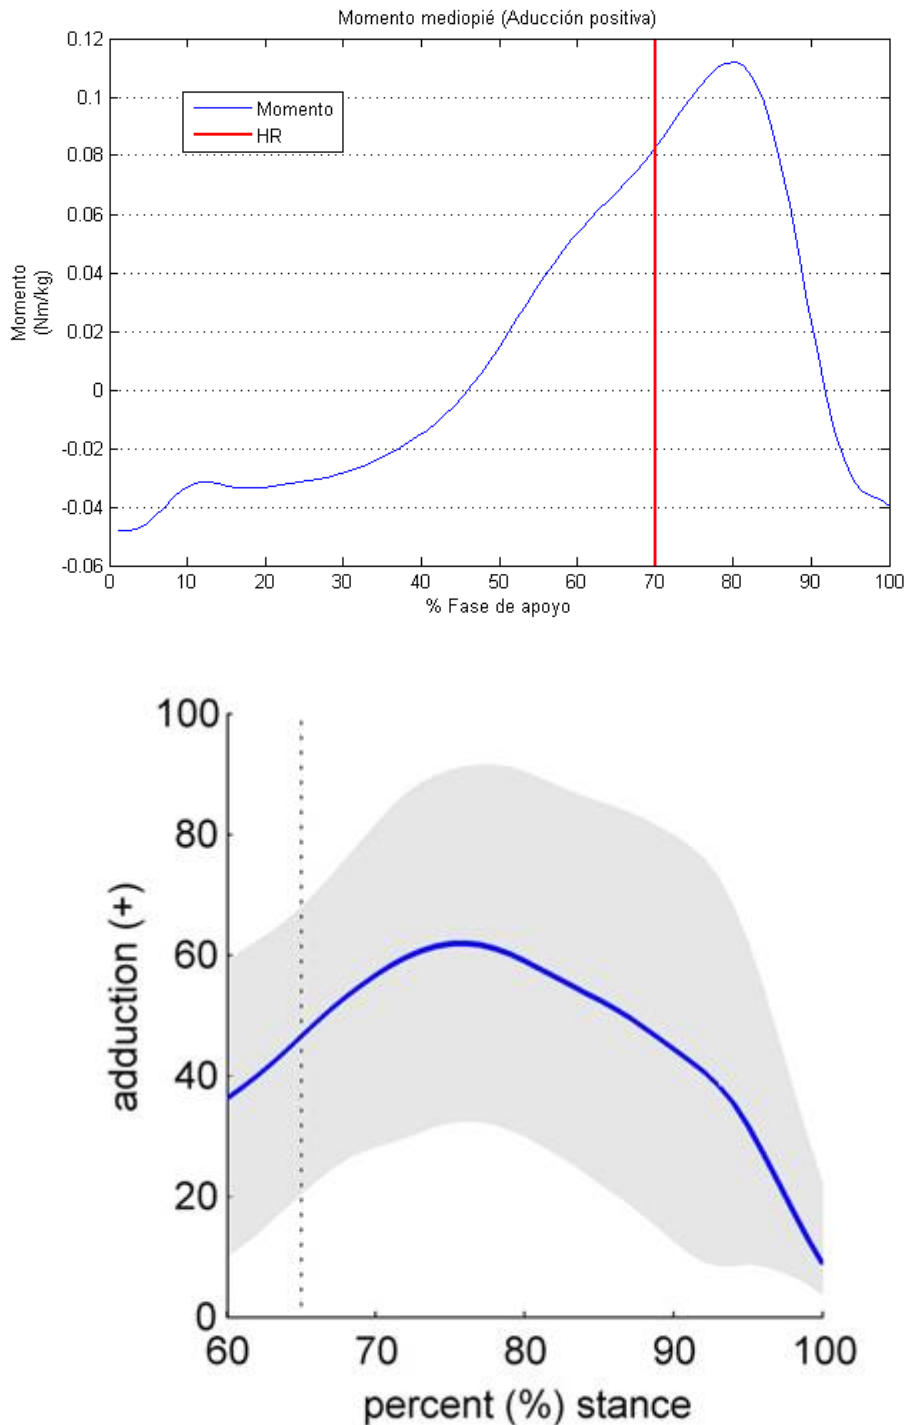 Momento mediopié (Aducción positiva)
0.12
0.1
0.08
0.06
0.04
0.02
0
-0.02
-0.04
-0.06
Momento
(Nm/kg)
Momento
HR
0 10 20 30 40 50 60 70 80 90 100
% Fase de apoyo
100
80
60
40
20
0
adduction (+)
60 70 80 90 100
percent (%) stance